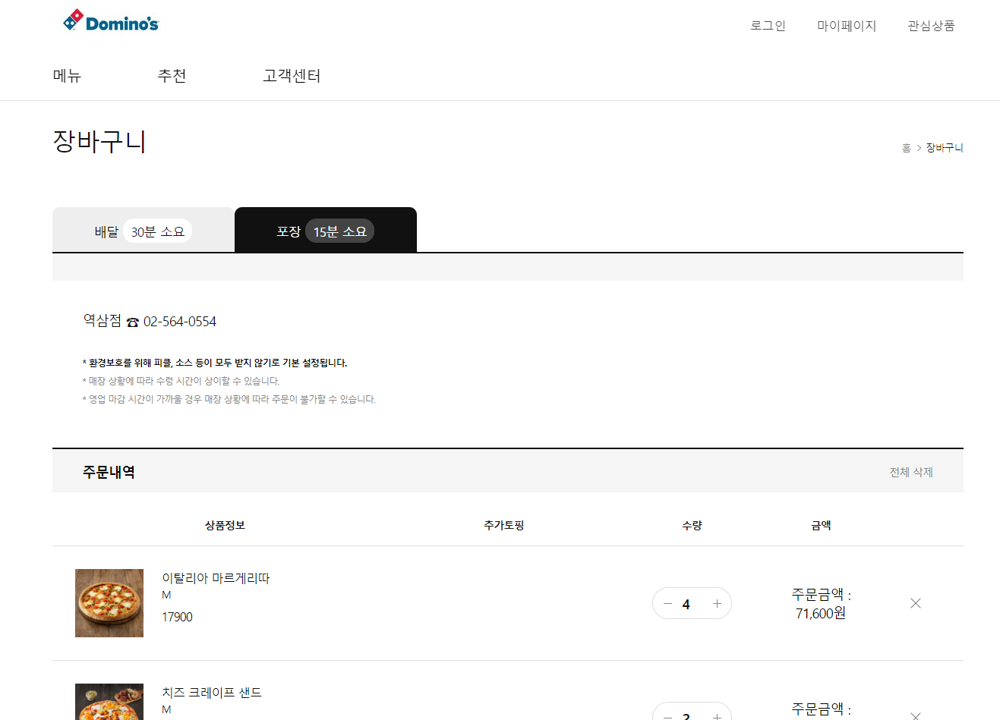 Domino's
로그인 마이페이지 관심상품
메뉴 추천 고객센터
장바구니
홈 > 장바구니
배달 30분 소요 포장 15분 소요
역삼점 ☎ 02-564-0554
* 환경보호를 위해 피클, 소스 등이 모두 받지 않기로 기본 설정됩니다.
* 매장 상황에 따라 수령 시간이 상이할 수 있습니다.
* 영업 마감 시간이 가까울 경우 매장 상황에 따라 주문이 불가할 수 있습니다.
주문내역 전체 삭제
상품정보 추가토핑 수량 금액
이탈리아 마르게리따
M
17900
4
주문금액 :
71,600원
치즈 크레이프 샌드
M
2
주문금액 :